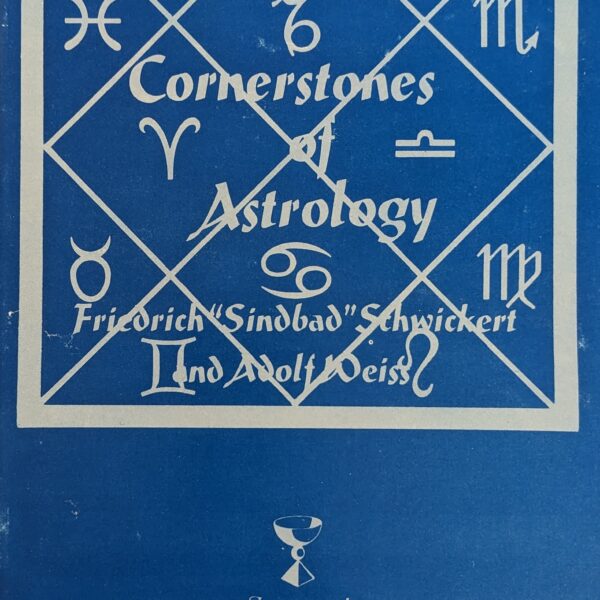 Cornerstones
of
Astrology
Friedrich "Sindbad" Schwickert
and Adolf Weiss